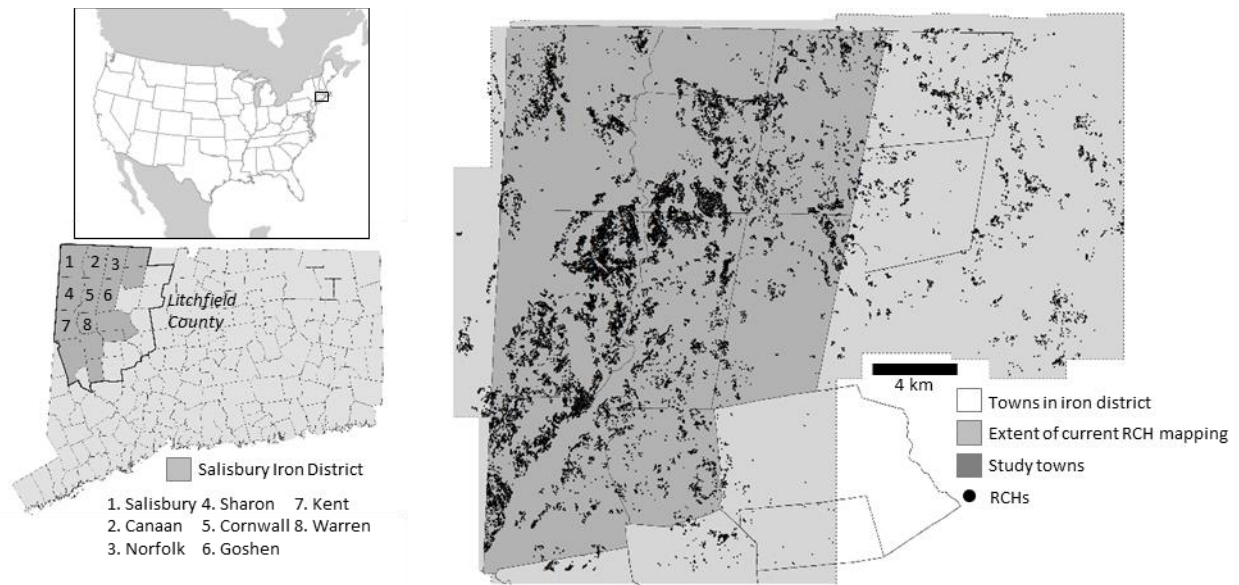 1 2 3
4 5 6
7 8
Litchfield
County
Salisbury Iron District
1. Salisbury 4. Sharon 7. Kent
2. Canaan 5. Cornwall 8. Warren
3. Norfolk 6. Goshen
4 km
Towns in iron district
Extent of current RCH mapping
Study towns
RCHs